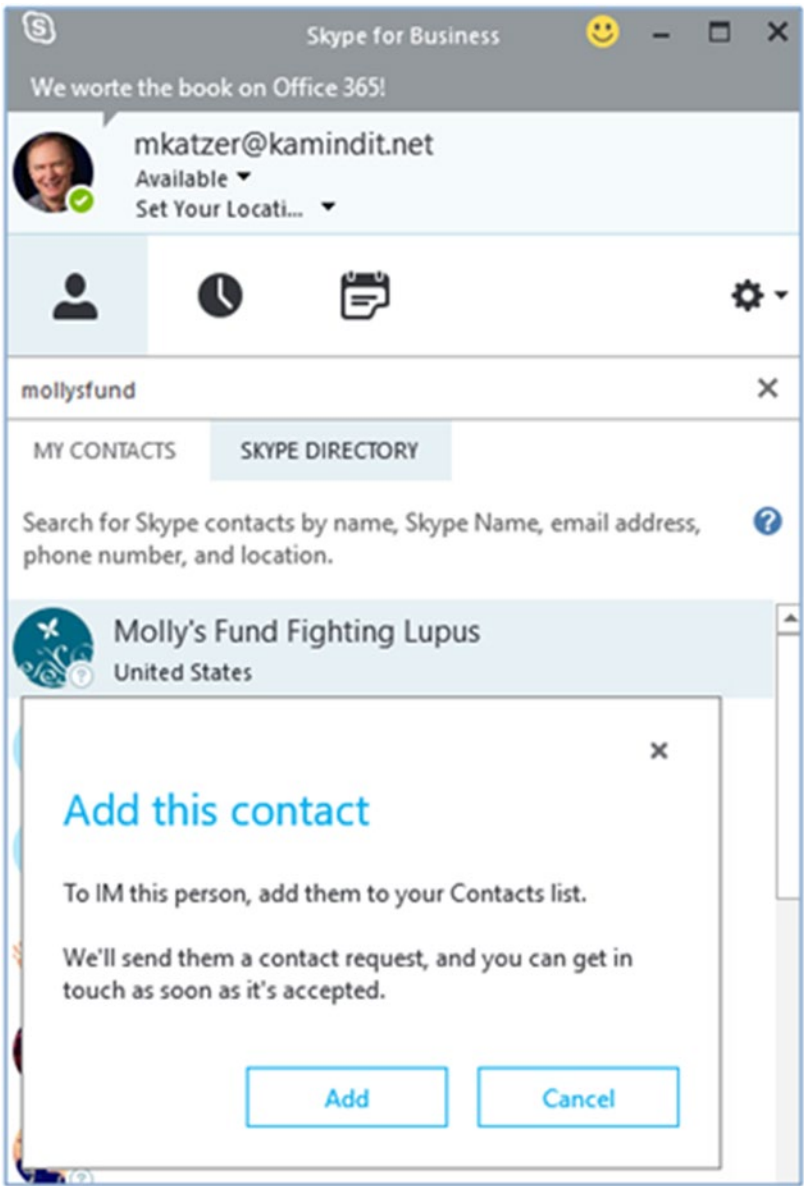 Skype for Business
We worte the book on Office 365!
mkatzer@kamindit.net
Available
Set Your Locati...
mollysfund
MY CONTACTS
SKYPE DIRECTORY
Search for Skype contacts by name, Skype Name, email address,
phone number, and location.
Molly's Fund Fighting Lupus
United States
Add this contact
To IM this person, add them to your Contacts list.
We'll send them a contact request, and you can get in
touch as soon as it's accepted.
Add
Cancel